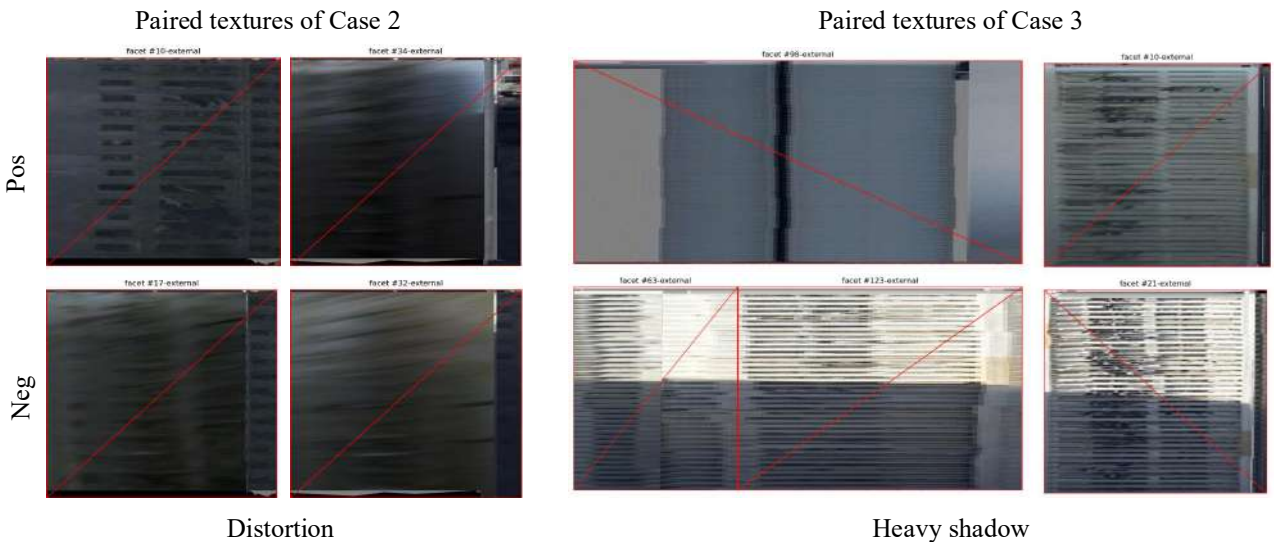 Paired textures of Case 2
Paired textures of Case 3
facet #10-external
facet #34-external
facet #98-external
facet #10-external
Pos
facet #17-external
facet #32-external
facet #63-external
facet #123-external
facet #21-external
Neg
Distortion
Heavy shadow